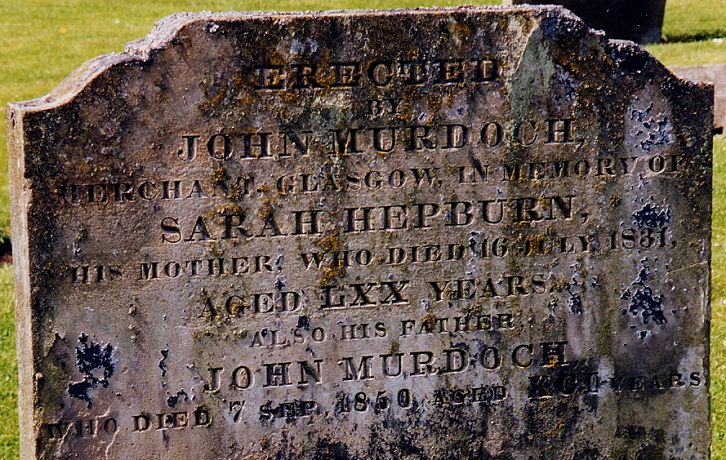 ERECTED
BY
JOHN MURDOCH,
MERCHANT, GLASGOW, IN MEMORY OF
SARAH HEPBURN,
HIS MOTHER, WHO DIED 16 JULY 1831,
AGED LXX YEARS.
ALSO HIS FATHER
JOHN MURDOCH
WHO DIED 7 SEP. 1850 AGED XCI YEARS